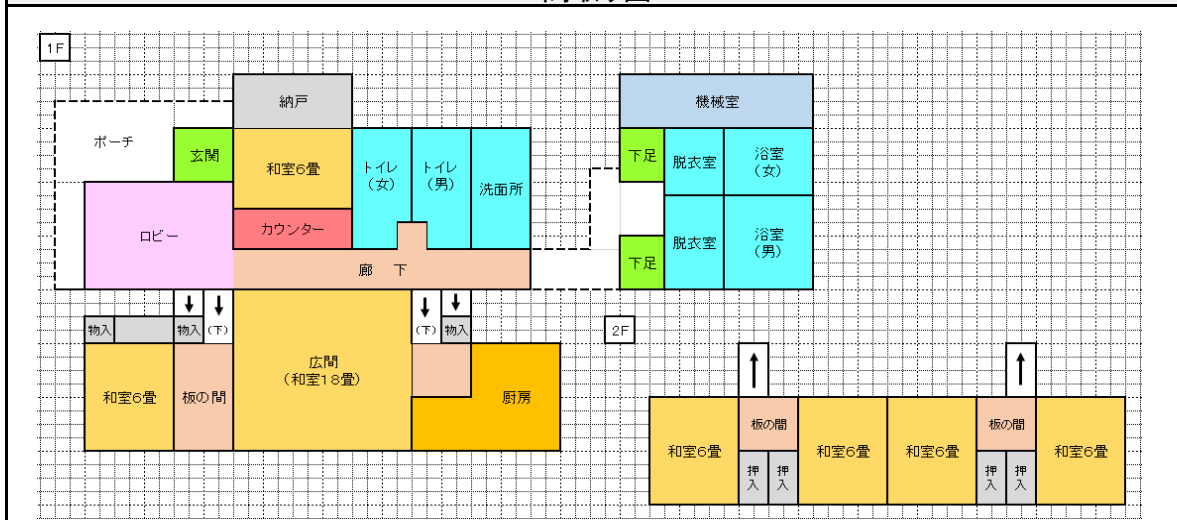 1F
納戸
機械室
ポーチ
玄関
和室6畳
トイレ
(女)
トイレ
(男)
洗面所
下足
脱衣室
浴室
(女)
ロビー
カウンター
廊 下
下足
脱衣室
浴室
(男)
物入
物入
(下)
(下)
物入
2F
和室6畳
板の間
広間
(和室18畳)
厨房
和室6畳
板の間
押
入
押
入
和室6畳
和室6畳
板の間
押
入
押
入
和室6畳